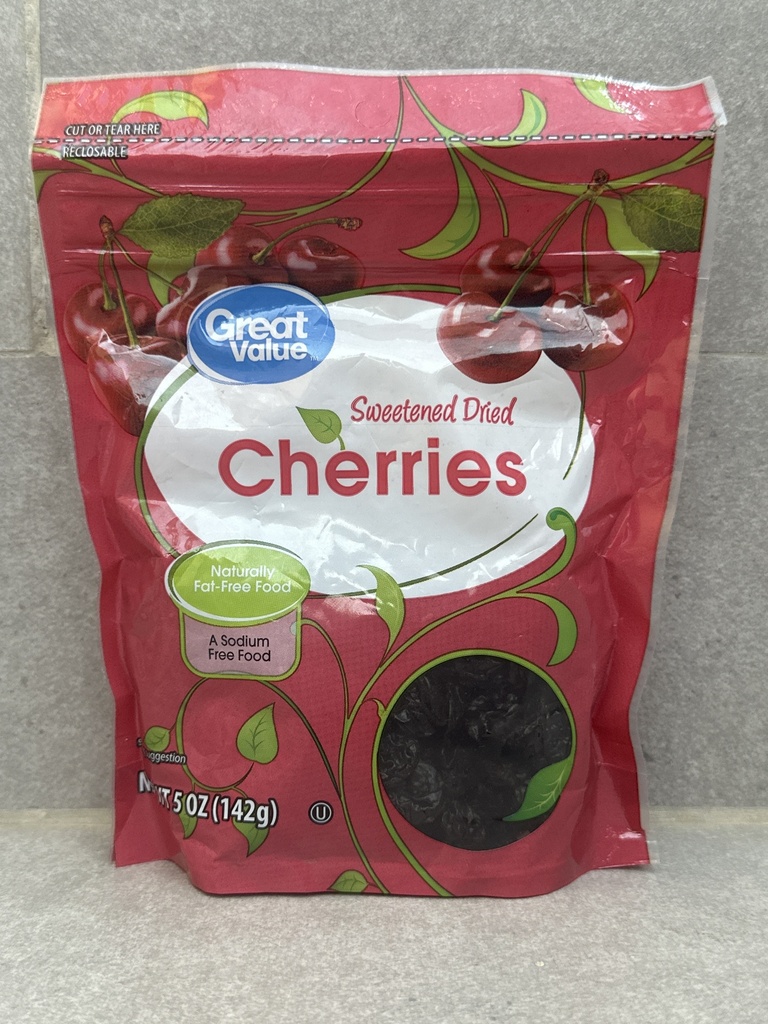 CUT OR TEAR HERE
RECLOSABLE
Great
Value
TM
Sweetened Dried
Cherries
Naturally
Fat-Free Food
A Sodium
Free Food
5 OZ (142g)
U